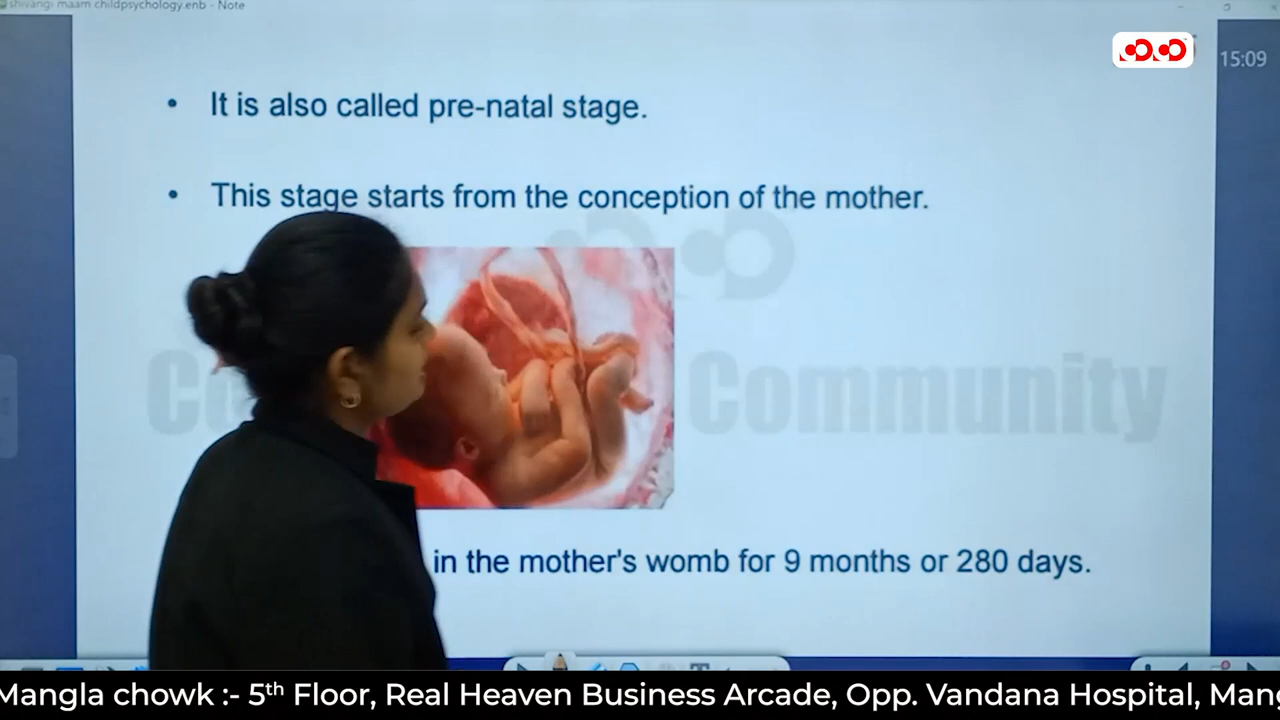 shivangi maam childpsychology.enb - Note
15:09
• It is also called pre-natal stage.
• This stage starts from the conception of the mother.
Community
in the mother's womb for 9 months or 280 days.
Mangla chowk :- 5th Floor, Real Heaven Business Arcade, Opp. Vandana Hospital, Mang